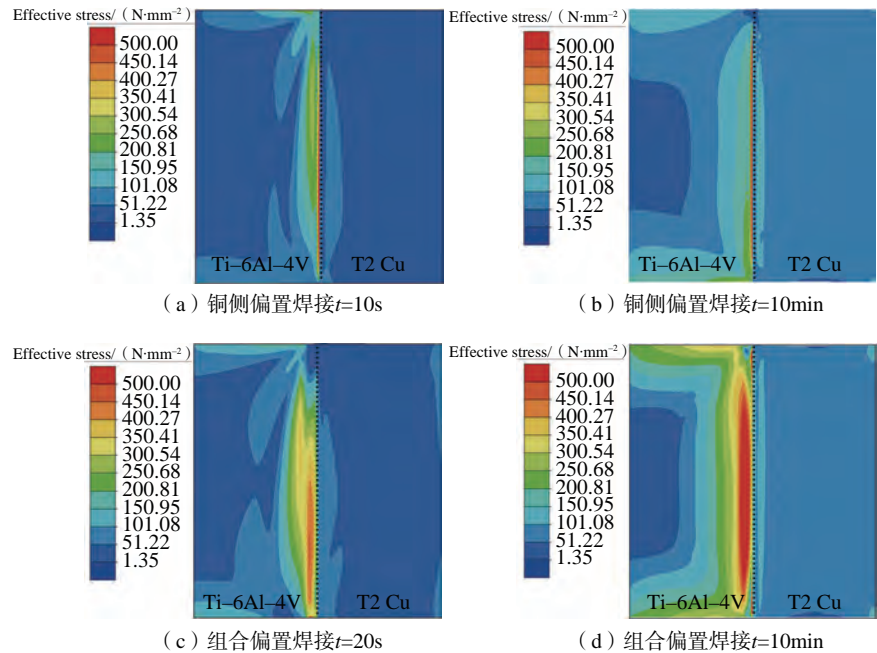 Effective stress/（N·mm⁻²）
500.00
450.14
400.27
350.41
300.54
250.68
200.81
150.95
101.08
51.22
1.35
Ti–6Al–4V
T2 Cu
（a）铜侧偏置焊接t=10s
Effective stress/（N·mm⁻²）
500.00
450.14
400.27
350.41
300.54
250.68
200.81
150.95
101.08
51.22
1.35
Ti–6Al–4V
T2 Cu
（b）铜侧偏置焊接t=10min
Effective stress/（N·mm⁻²）
500.00
450.14
400.27
350.41
300.54
250.68
200.81
150.95
101.08
51.22
1.35
Ti–6Al–4V
T2 Cu
（c）组合偏置焊接t=20s
Effective stress/（N·mm⁻²）
500.00
450.14
400.27
350.41
300.54
250.68
200.81
150.95
101.08
51.22
1.35
Ti–6Al–4V
T2 Cu
（d）组合偏置焊接t=10min